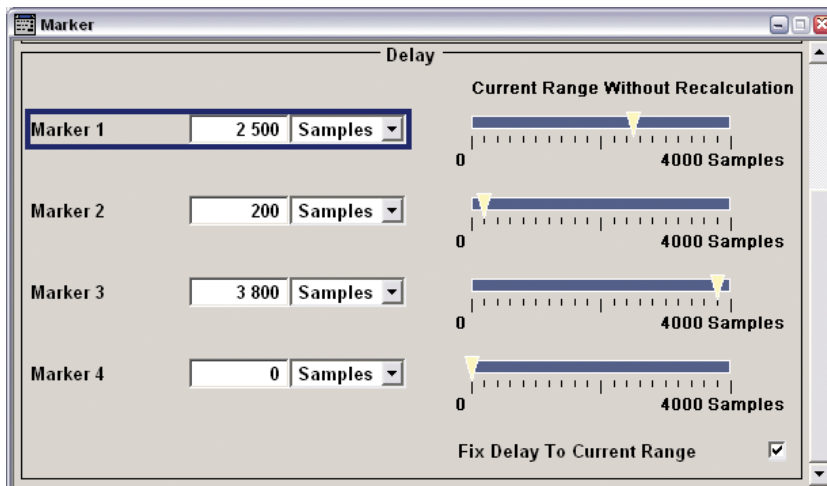 Marker
Delay
Current Range Without Recalculation
Marker 1 2 500 Samples
0 4000 Samples
Marker 2 200 Samples
0 4000 Samples
Marker 3 3 800 Samples
0 4000 Samples
Marker 4 0 Samples
0 4000 Samples
Fix Delay To Current Range